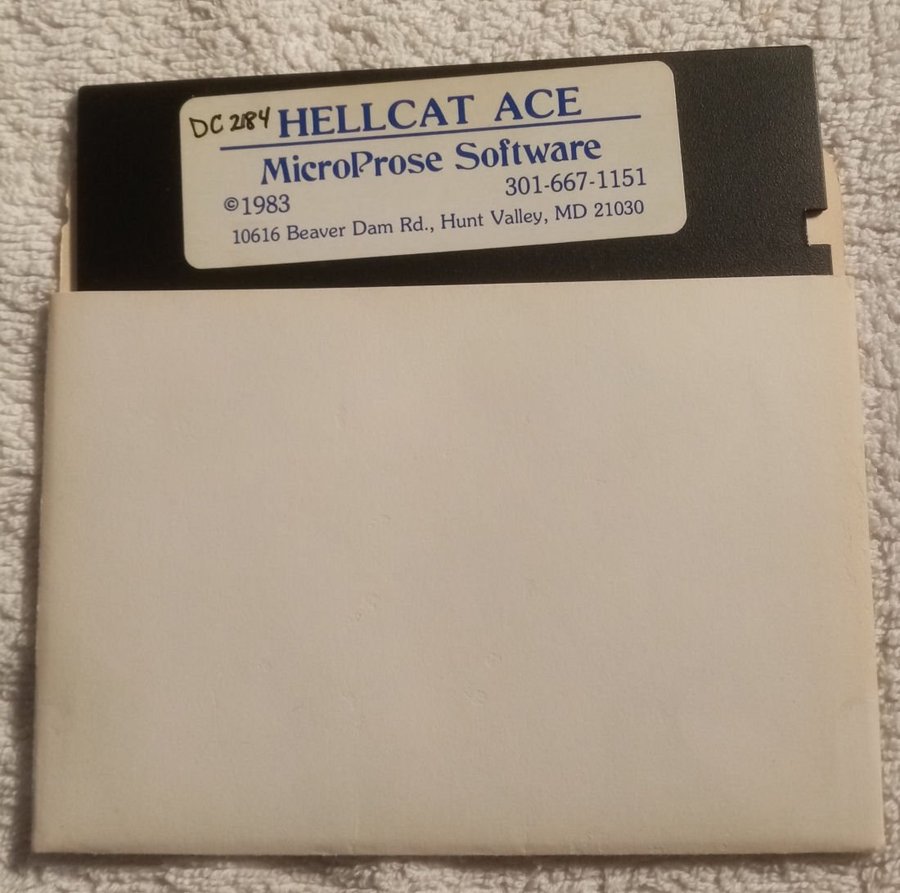 DC 2184 HELLCAT ACE
MicroProse Software
©1983 301-667-1151
10616 Beaver Dam Rd., Hunt Valley, MD 21030